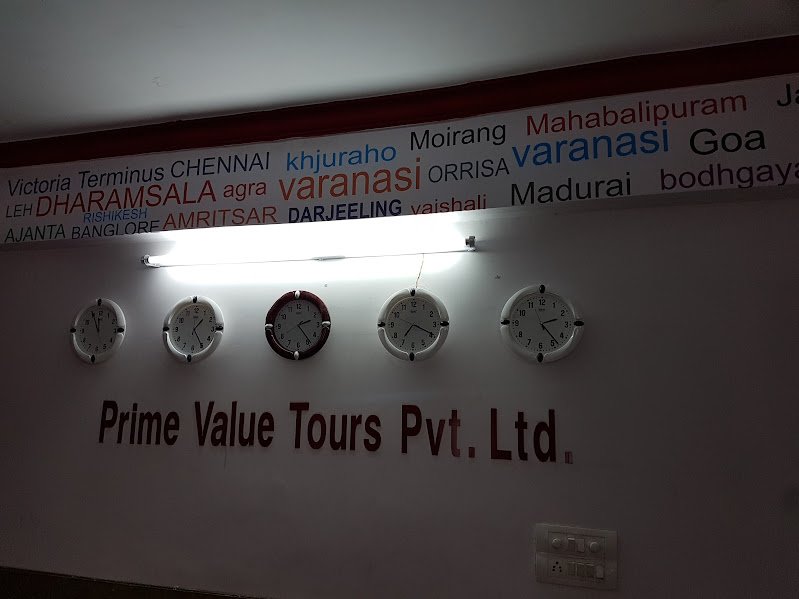 Victoria Terminus CHENNAI khjuraho Moirang Mahabalipuram
LEH DHARAMSALA agra varanasi ORRISA varanasi Goa
RISHIKESH
AJANTA BANGLORE AMRITSAR DARJEELING vaishali Madurai bodhgaya
Prime Value Tours Pvt. Ltd.